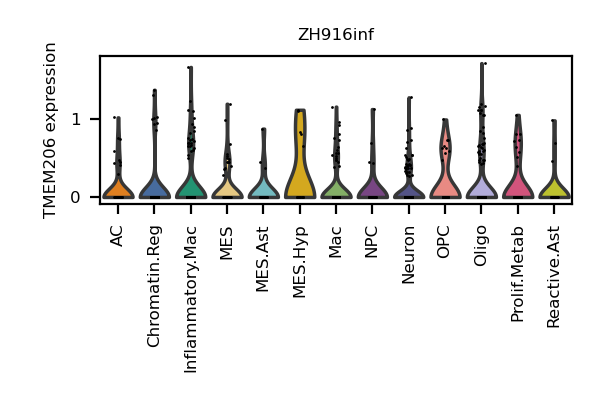 ZH916inf
TMEM206 expression
1
0
AC
Chromatin.Reg
Inflammatory.Mac
MES
MES.Ast
MES.Hyp
Mac
NPC
Neuron
OPC
Oligo
Prolif.Metab
Reactive.Ast